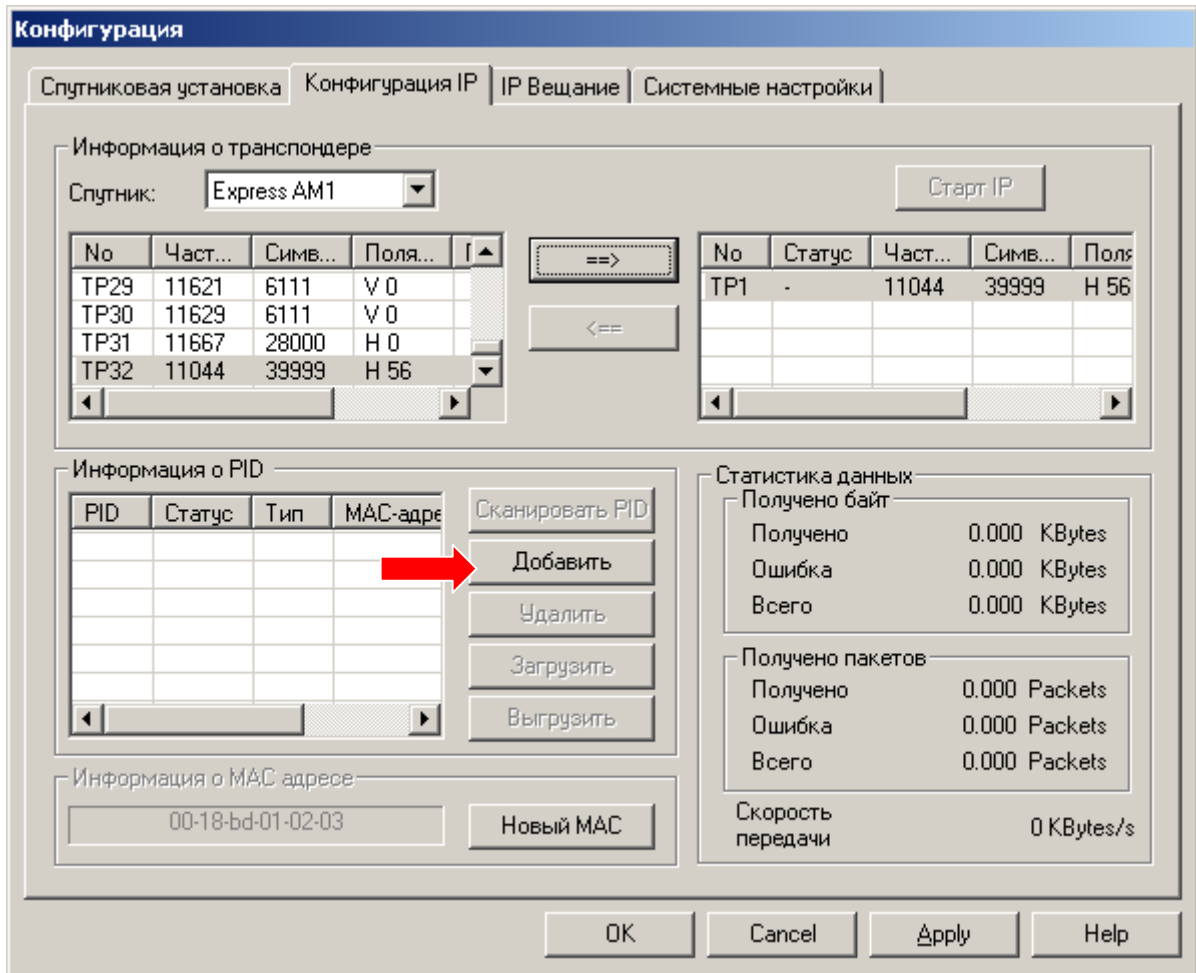 Конфигурация
Спутниковая установка Конфигурация IP IP Вещание Системные настройки
Информация о транспондере
Спутник: Express AM1 Старт IP
No Част... Симв... Поля...
TP29 11621 6111 V 0
TP30 11629 6111 V 0
TP31 11667 28000 H 0
TP32 11044 39999 H 56
==>
<==
No Статус Част... Симв... Поля
TP1 - 11044 39999 H 56
Информация о PID
PID Статус Тип MAC-адре
Сканировать PID
Добавить
Удалить
Загрузить
Выгрузить
Информация о MAC адресе
00-18-bd-01-02-03 Новый MAC
Статистика данных
Получено байт
Получено 0.000 KBytes
Ошибка 0.000 KBytes
Всего 0.000 KBytes
Получено пакетов
Получено 0.000 Packets
Ошибка 0.000 Packets
Всего 0.000 Packets
Скорость
передачи 0 KBytes/s
OK Cancel Apply Help